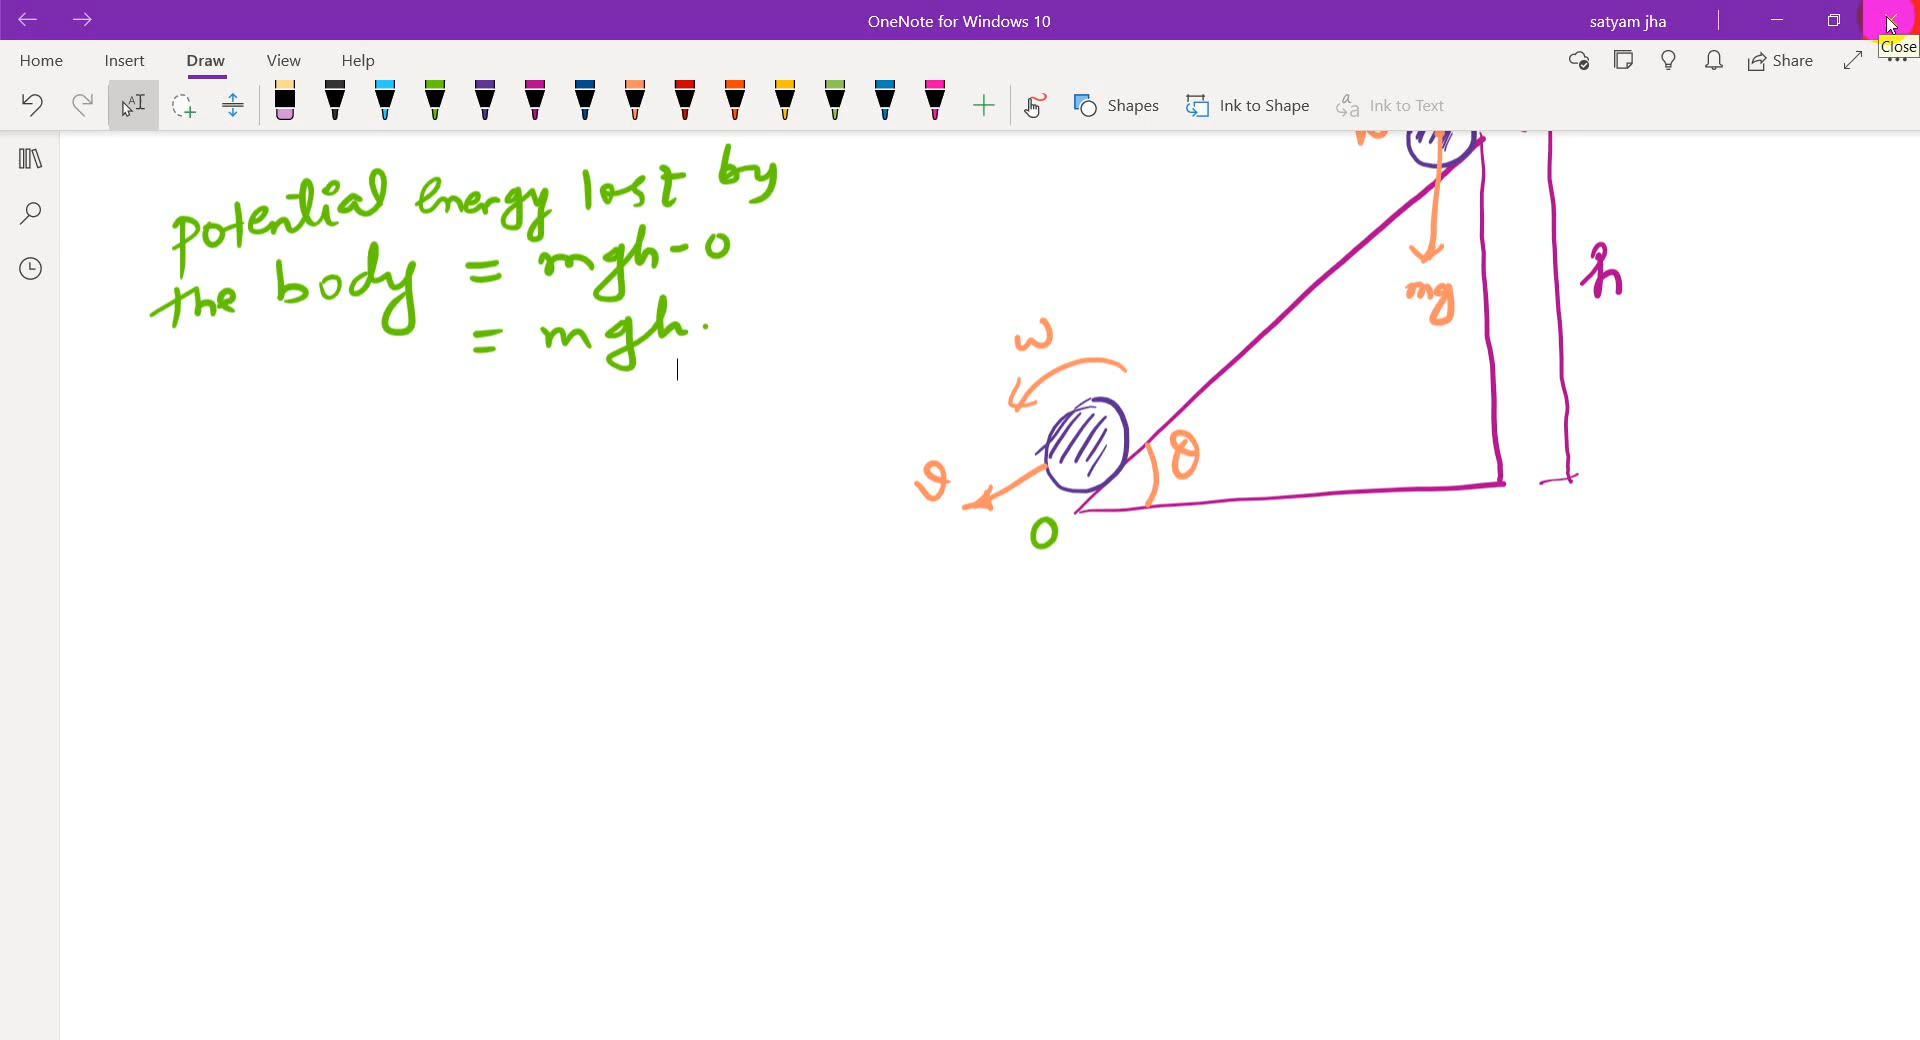 OneNote for Windows 10
satyam jha
Close
Home Insert Draw View Help
Share
Shapes
Ink to Shape
Ink to Text
potential energy lost by
the body = mgh - 0
= mgh.
mg
h
ω
θ
v
O